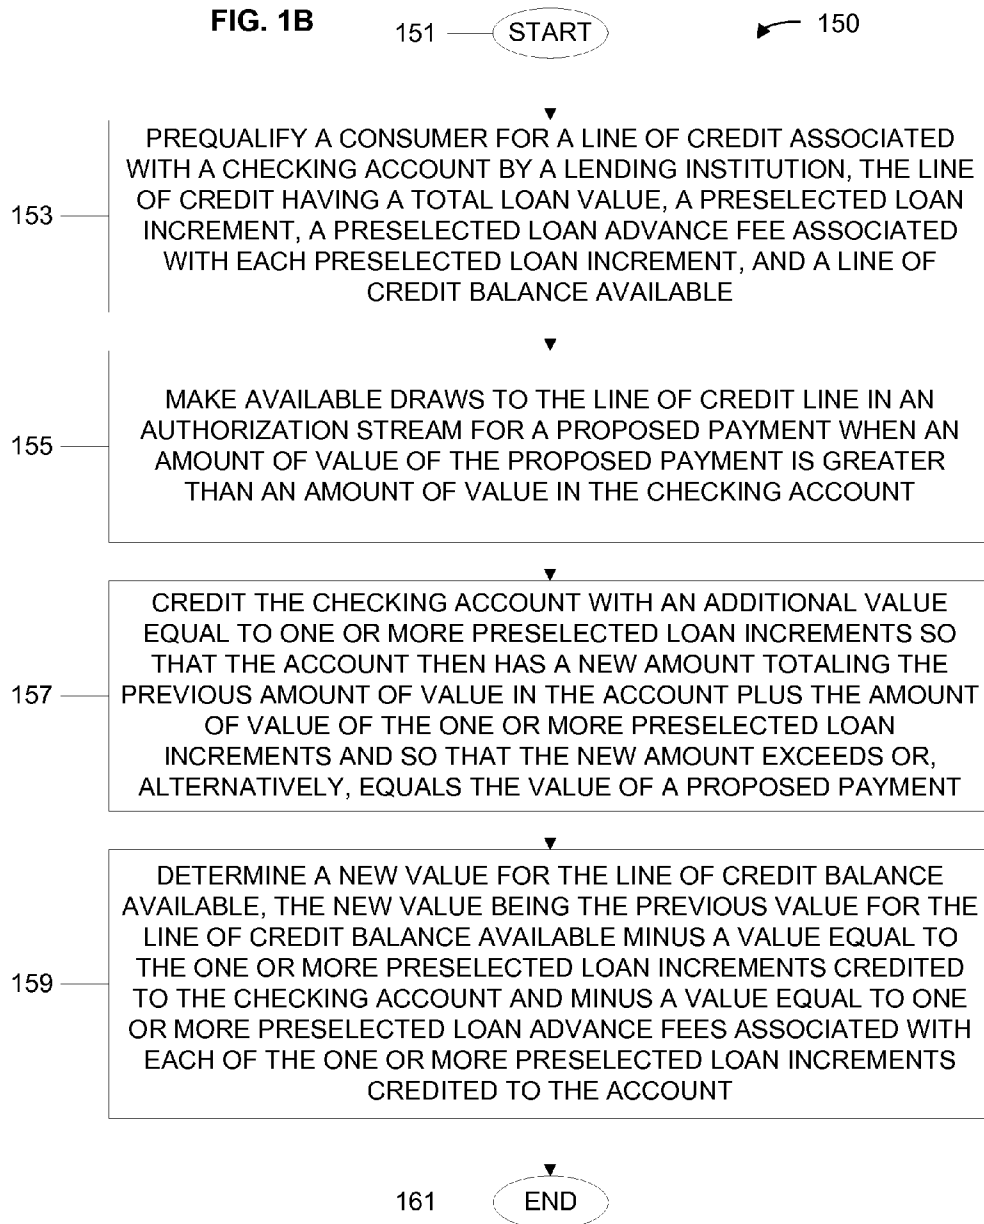 FIG. 1B
151 START 150
PREQUALIFY A CONSUMER FOR A LINE OF CREDIT ASSOCIATED
WITH A CHECKING ACCOUNT BY A LENDING INSTITUTION, THE LINE
OF CREDIT HAVING A TOTAL LOAN VALUE, A PRESELECTED LOAN
153
INCREMENT, A PRESELECTED LOAN ADVANCE FEE ASSOCIATED
WITH EACH PRESELECTED LOAN INCREMENT, AND A LINE OF
CREDIT BALANCE AVAILABLE
MAKE AVAILABLE DRAWS TO THE LINE OF CREDIT LINE IN AN
AUTHORIZATION STREAM FOR A PROPOSED PAYMENT WHEN AN
155
AMOUNT OF VALUE OF THE PROPOSED PAYMENT IS GREATER
THAN AN AMOUNT OF VALUE IN THE CHECKING ACCOUNT
CREDIT THE CHECKING ACCOUNT WITH AN ADDITIONAL VALUE
EQUAL TO ONE OR MORE PRESELECTED LOAN INCREMENTS SO
THAT THE ACCOUNT THEN HAS A NEW AMOUNT TOTALING THE
157
PREVIOUS AMOUNT OF VALUE IN THE ACCOUNT PLUS THE AMOUNT
OF VALUE OF THE ONE OR MORE PRESELECTED LOAN
INCREMENTS AND SO THAT THE NEW AMOUNT EXCEEDS OR,
ALTERNATIVELY, EQUALS THE VALUE OF A PROPOSED PAYMENT
DETERMINE A NEW VALUE FOR THE LINE OF CREDIT BALANCE
AVAILABLE, THE NEW VALUE BEING THE PREVIOUS VALUE FOR THE
LINE OF CREDIT BALANCE AVAILABLE MINUS A VALUE EQUAL TO
THE ONE OR MORE PRESELECTED LOAN INCREMENTS CREDITED
159
TO THE CHECKING ACCOUNT AND MINUS A VALUE EQUAL TO ONE
OR MORE PRESELECTED LOAN ADVANCE FEES ASSOCIATED WITH
EACH OF THE ONE OR MORE PRESELECTED LOAN INCREMENTS
CREDITED TO THE ACCOUNT
161 END